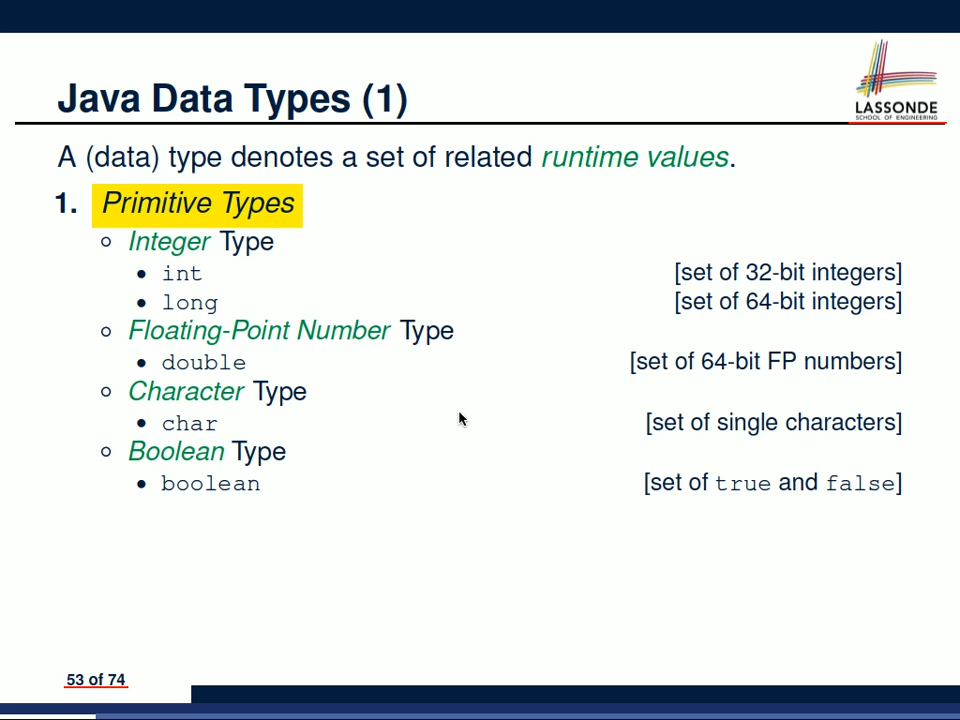 Java Data Types (1)
LASSONDE
SCHOOL OF ENGINEERING
A (data) type denotes a set of related runtime values.
1. Primitive Types
○ Integer Type
• int [set of 32-bit integers]
• long [set of 64-bit integers]
○ Floating-Point Number Type
• double [set of 64-bit FP numbers]
○ Character Type
• char [set of single characters]
○ Boolean Type
• boolean [set of true and false]
53 of 74